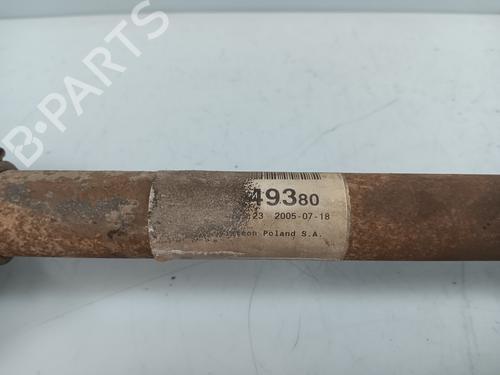 B-PARTS
49380
23 2005-07-18
Poland S.A.